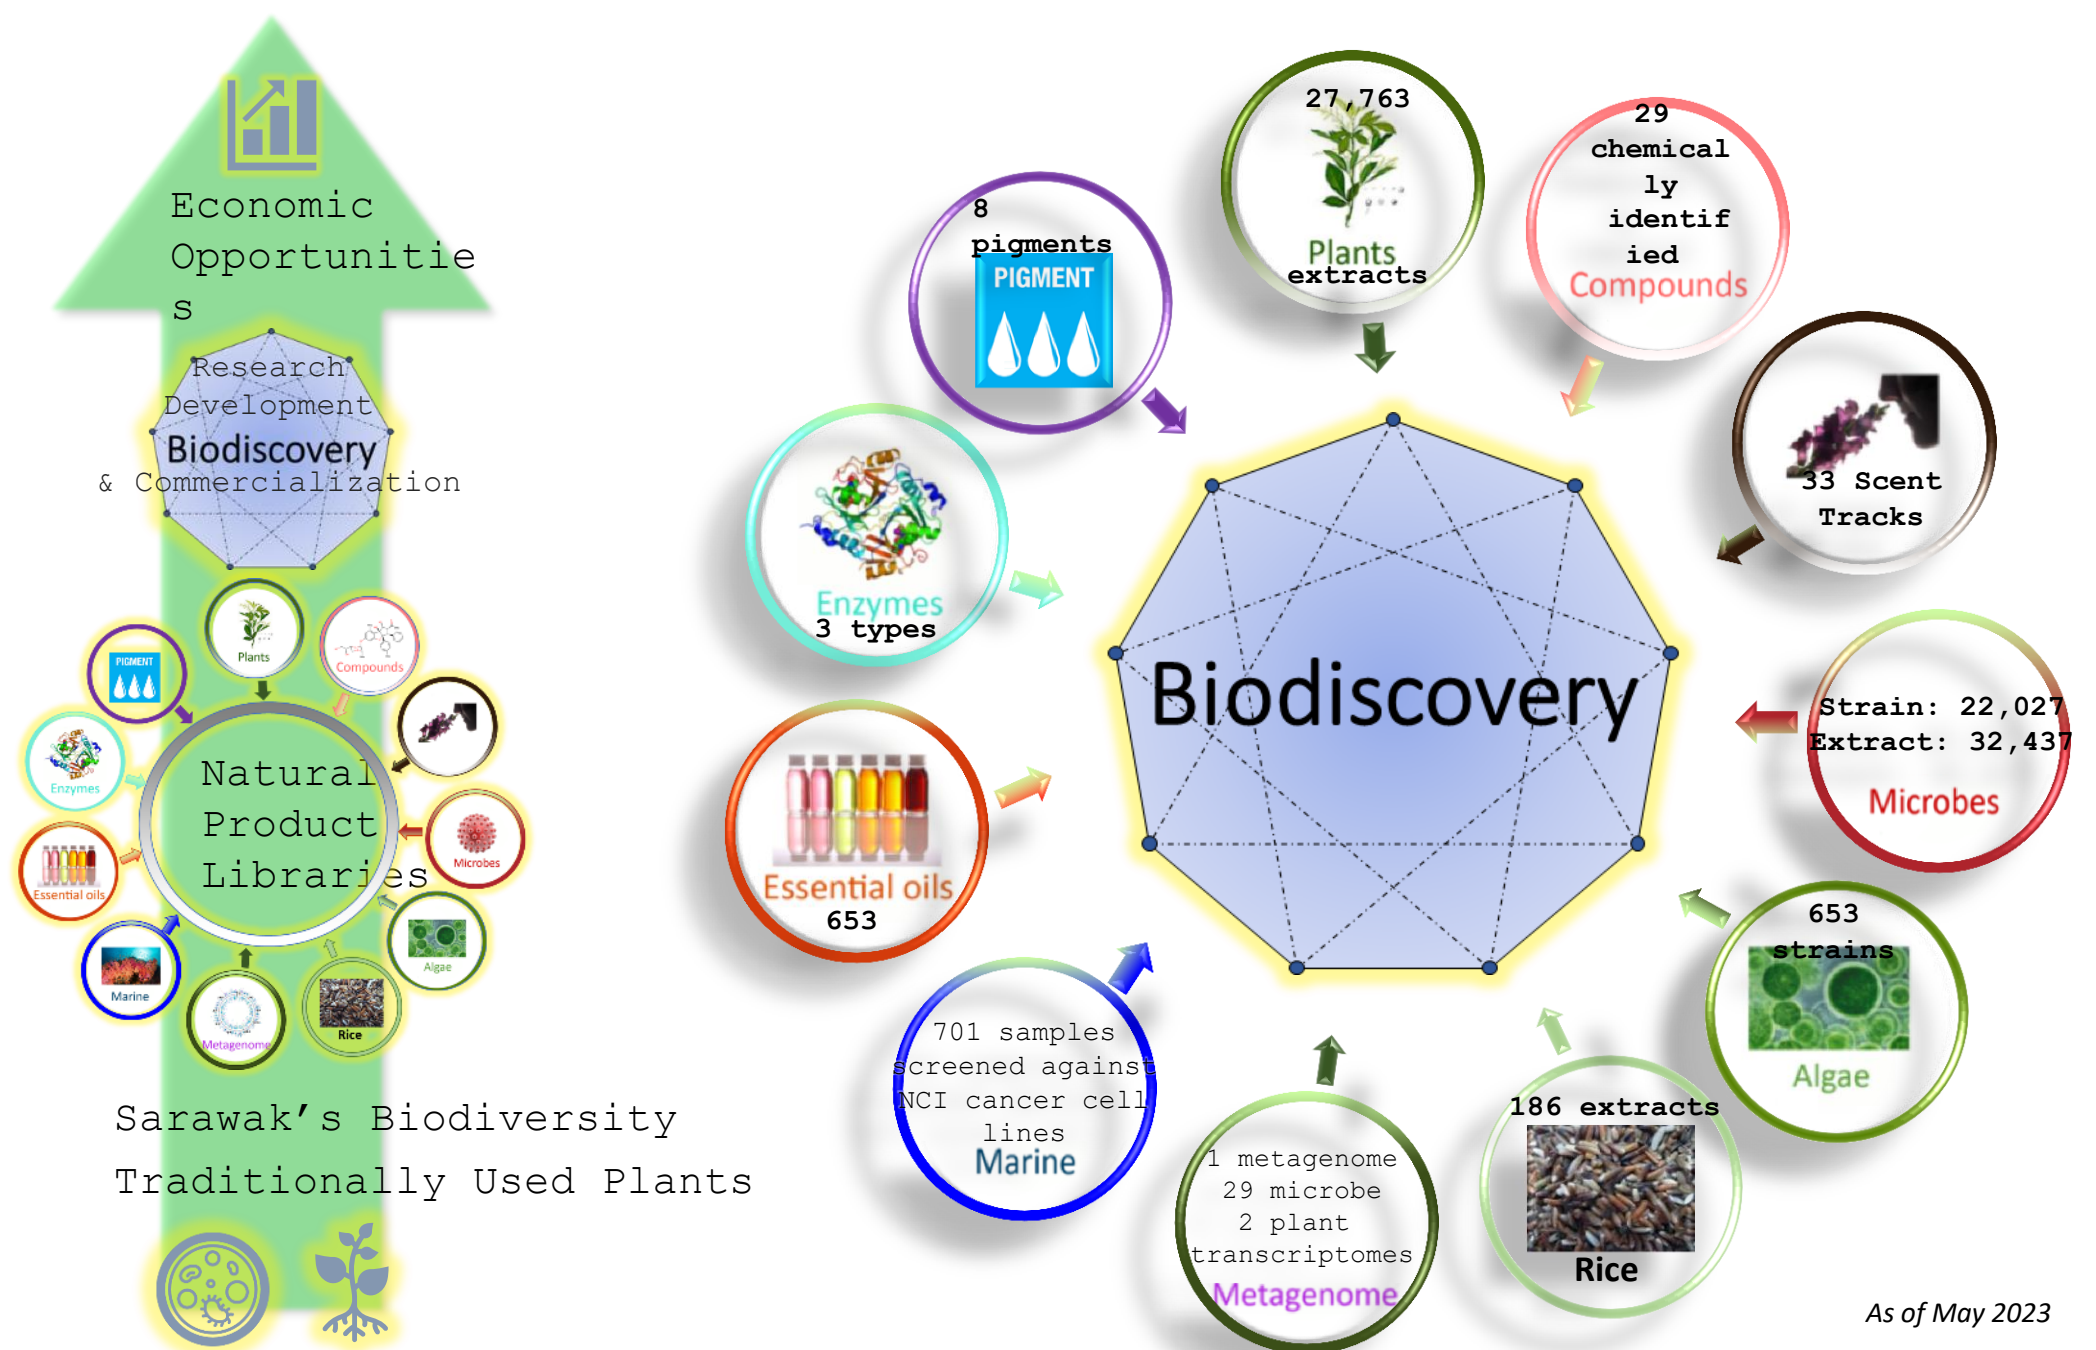 Economic
Opportunitie
s
Research
Development
Biodiscovery
& Commercialization
Plants
Compounds
PIGMENT
Enzymes
Natural
Product
Libraries
Microbes
Essential oils
Algae
Marine
Metagenome
Rice
Sarawak’s Biodiversity
Traditionally Used Plants
27,763
Plants
extracts
29
chemical
ly
identif
ied
Compounds
8
pigments
PIGMENT
33 Scent
Tracks
Enzymes
3 types
Biodiscovery
Strain: 22,027
Extract: 32,437
Microbes
Essential oils
653
653
strains
Algae
701 samples
screened against
NCI cancer cell
lines
Marine
1 metagenome
29 microbe
2 plant
transcriptomes
Metagenome
186 extracts
Rice
As of May 2023